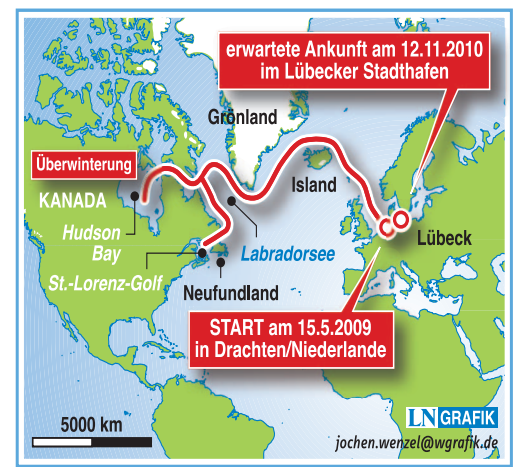 erwartete Ankunft am 12.11.2010
im Lübecker Stadthafen
Grönland
Überwinterung
Island
KANADA
Hudson
Bay
Lübeck
Labradorsee
St.-Lorenz-Golf
Neufundland
START am 15.5.2009
in Drachten/Niederlande
5000 km
LN GRAFIK
jochen.wenzel@wgrafik.de